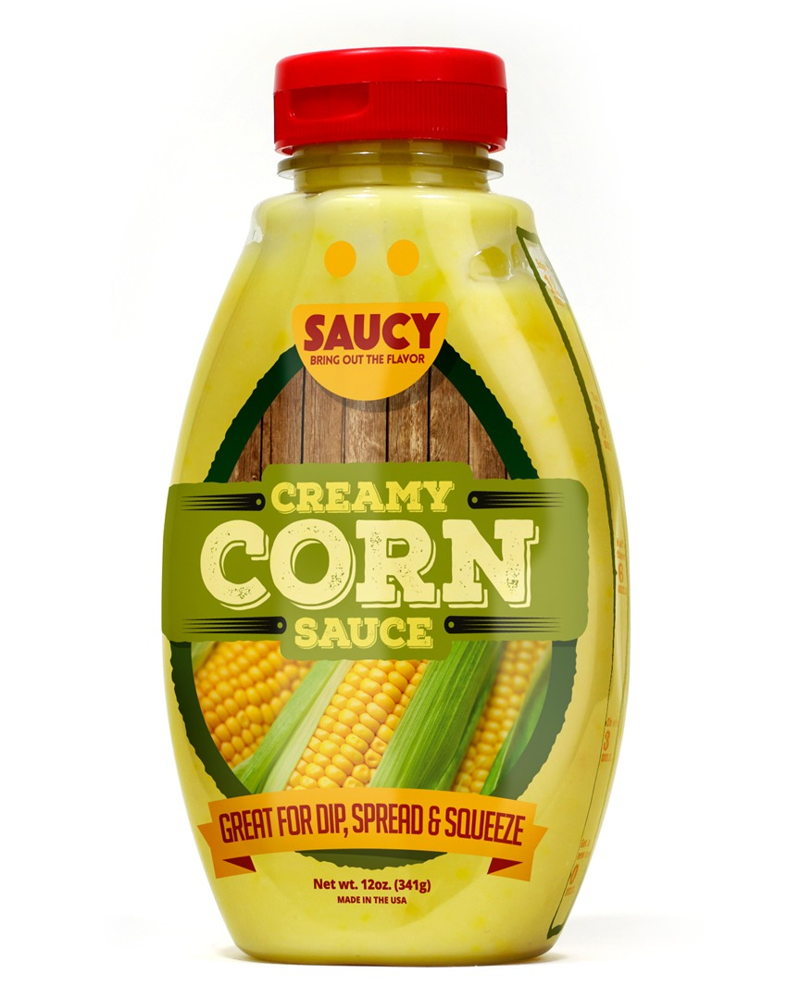 SAUCY
BRING OUT THE FLAVOR
CREAMY
CORN
SAUCE
GREAT FOR DIP, SPREAD & SQUEEZE
Net wt. 12oz. (341g)
MADE IN THE USA